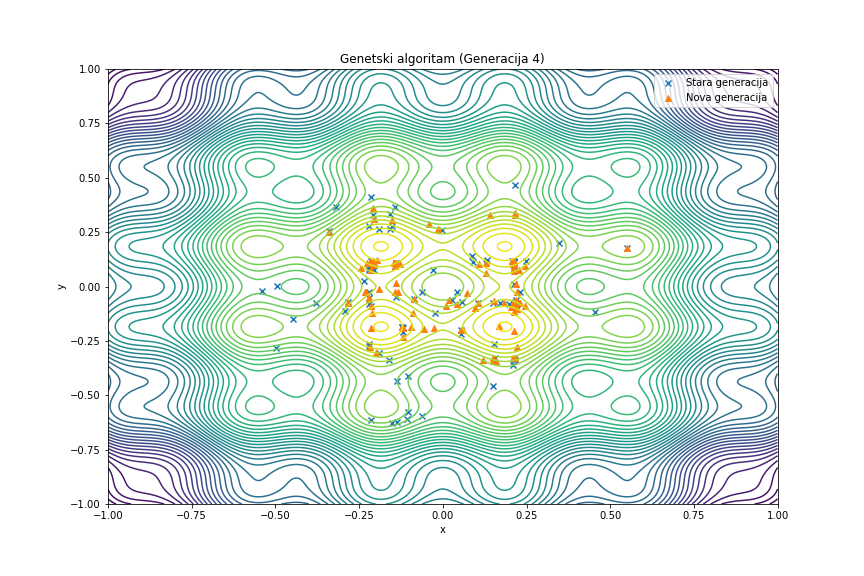 Genetski algoritam (Generacija 4)
Stara generacija
Nova generacija
1.00
0.75
0.50
0.25
0.00
−0.25
−0.50
−0.75
−1.00
y
−1.00 −0.75 −0.50 −0.25 0.00 0.25 0.50 0.75 1.00
x